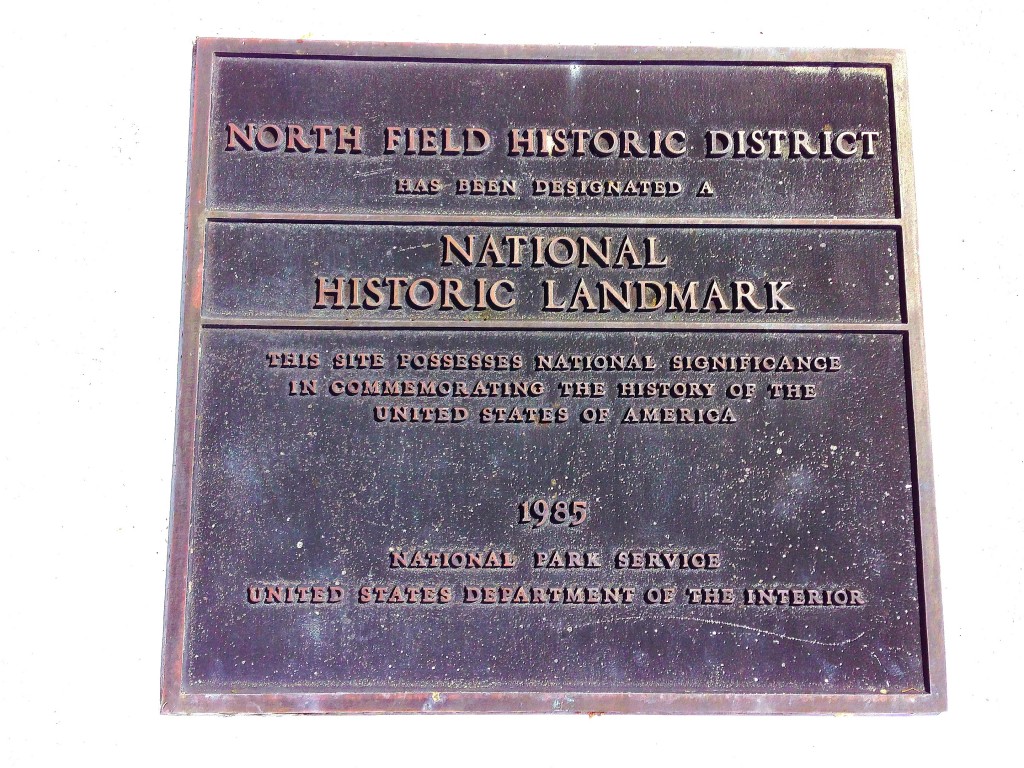 NORTH FIELD HISTORIC DISTRICT
HAS BEEN DESIGNATED A
NATIONAL
HISTORIC LANDMARK
THIS SITE POSSESSES NATIONAL SIGNIFICANCE
IN COMMEMORATING THE HISTORY OF THE
UNITED STATES OF AMERICA
1985
NATIONAL PARK SERVICE
UNITED STATES DEPARTMENT OF THE INTERIOR